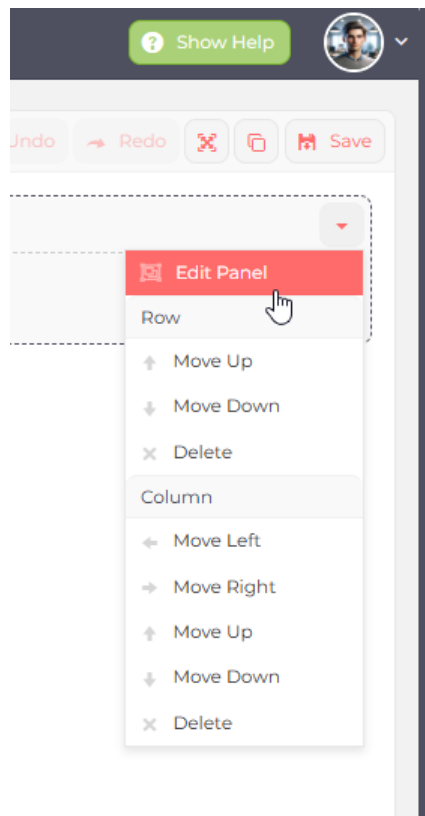 Show Help
Undo Redo Save
Edit Panel
Row
Move Up
Move Down
Delete
Column
Move Left
Move Right
Move Up
Move Down
Delete